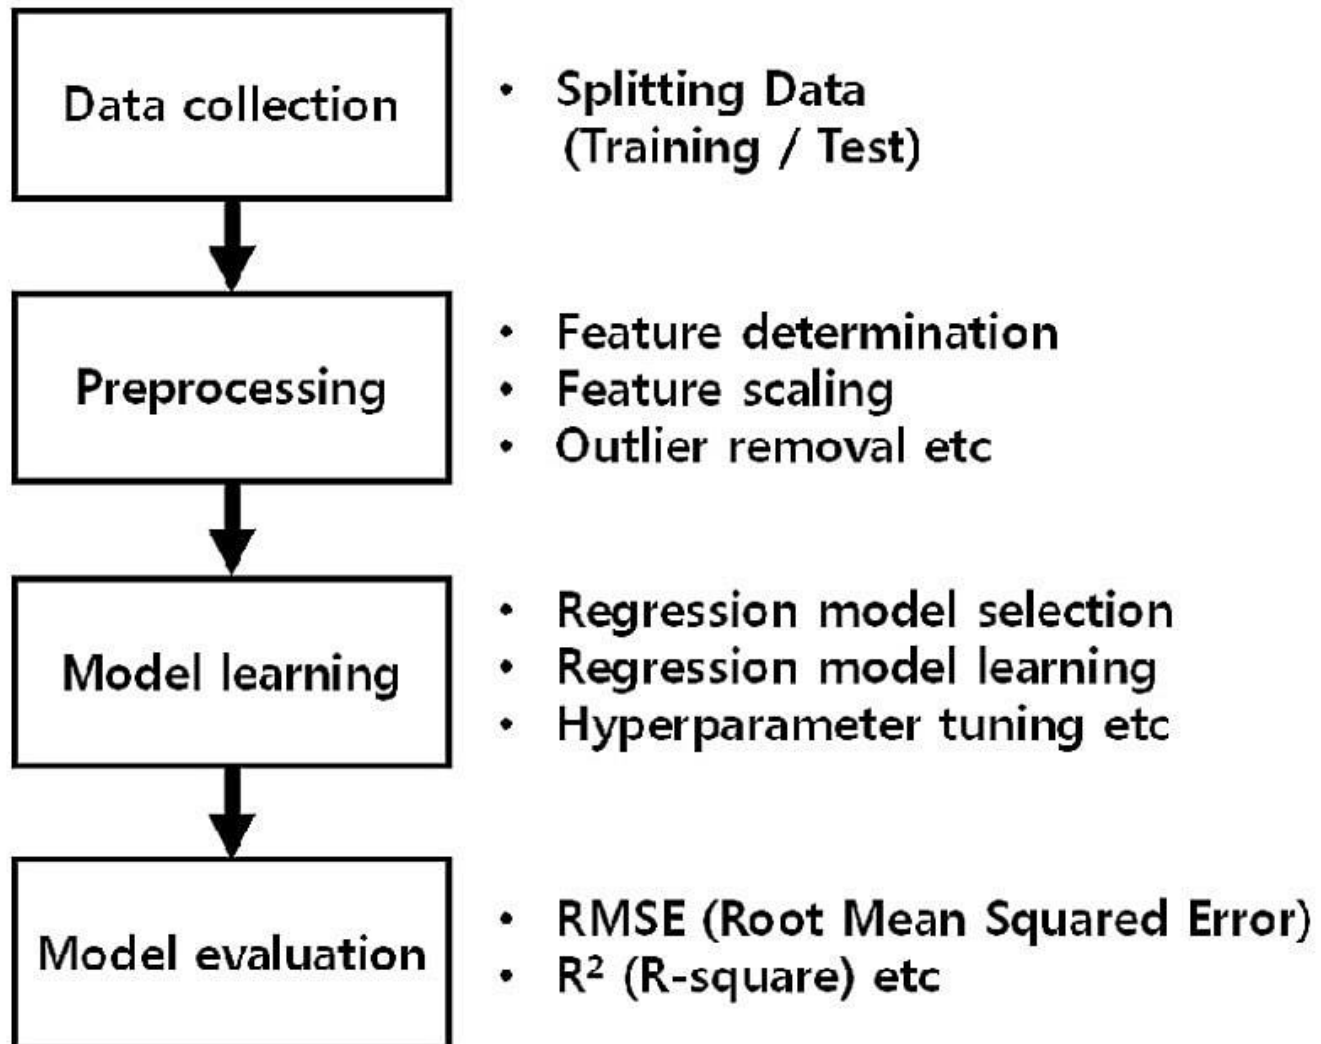 Data collection
• Splitting Data
(Training / Test)
Preprocessing
• Feature determination
• Feature scaling
• Outlier removal etc
Model learning
• Regression model selection
• Regression model learning
• Hyperparameter tuning etc
Model evaluation
• RMSE (Root Mean Squared Error)
• R² (R-square) etc